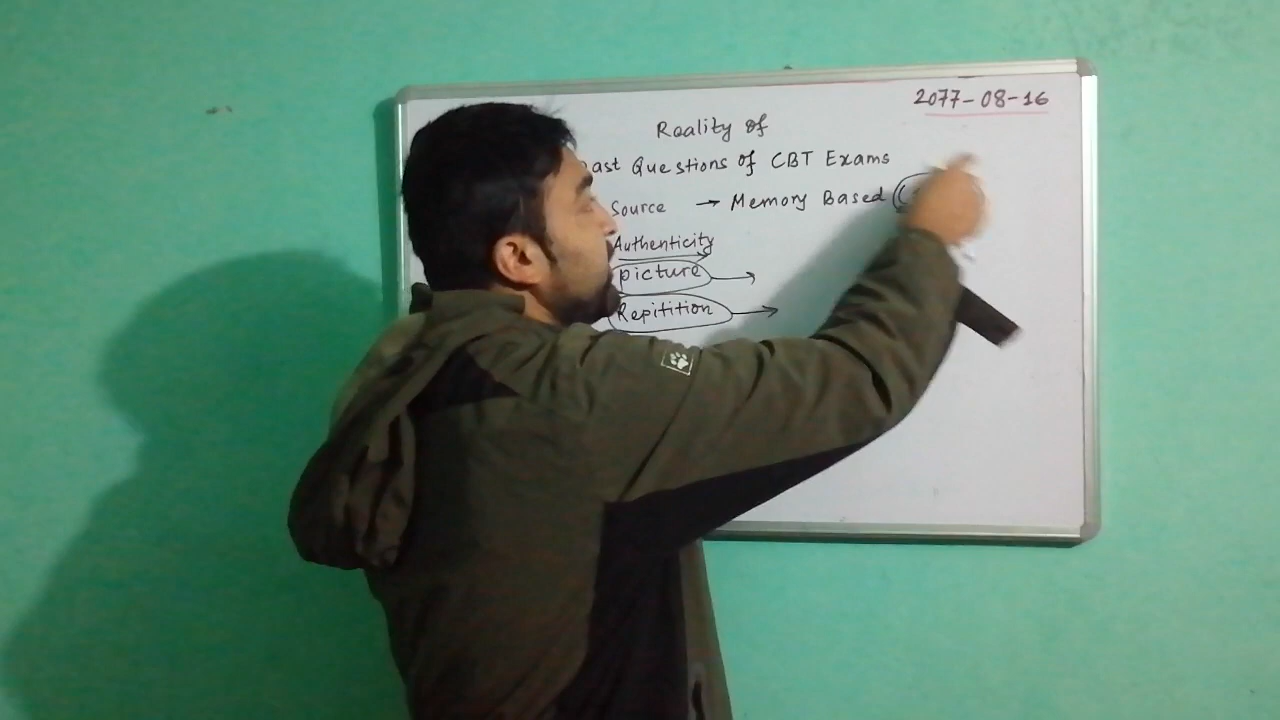 2077-08-16
Reality of
Past Questions of CBT Exams
Source → Memory Based
Authenticity
picture →
Repitition →